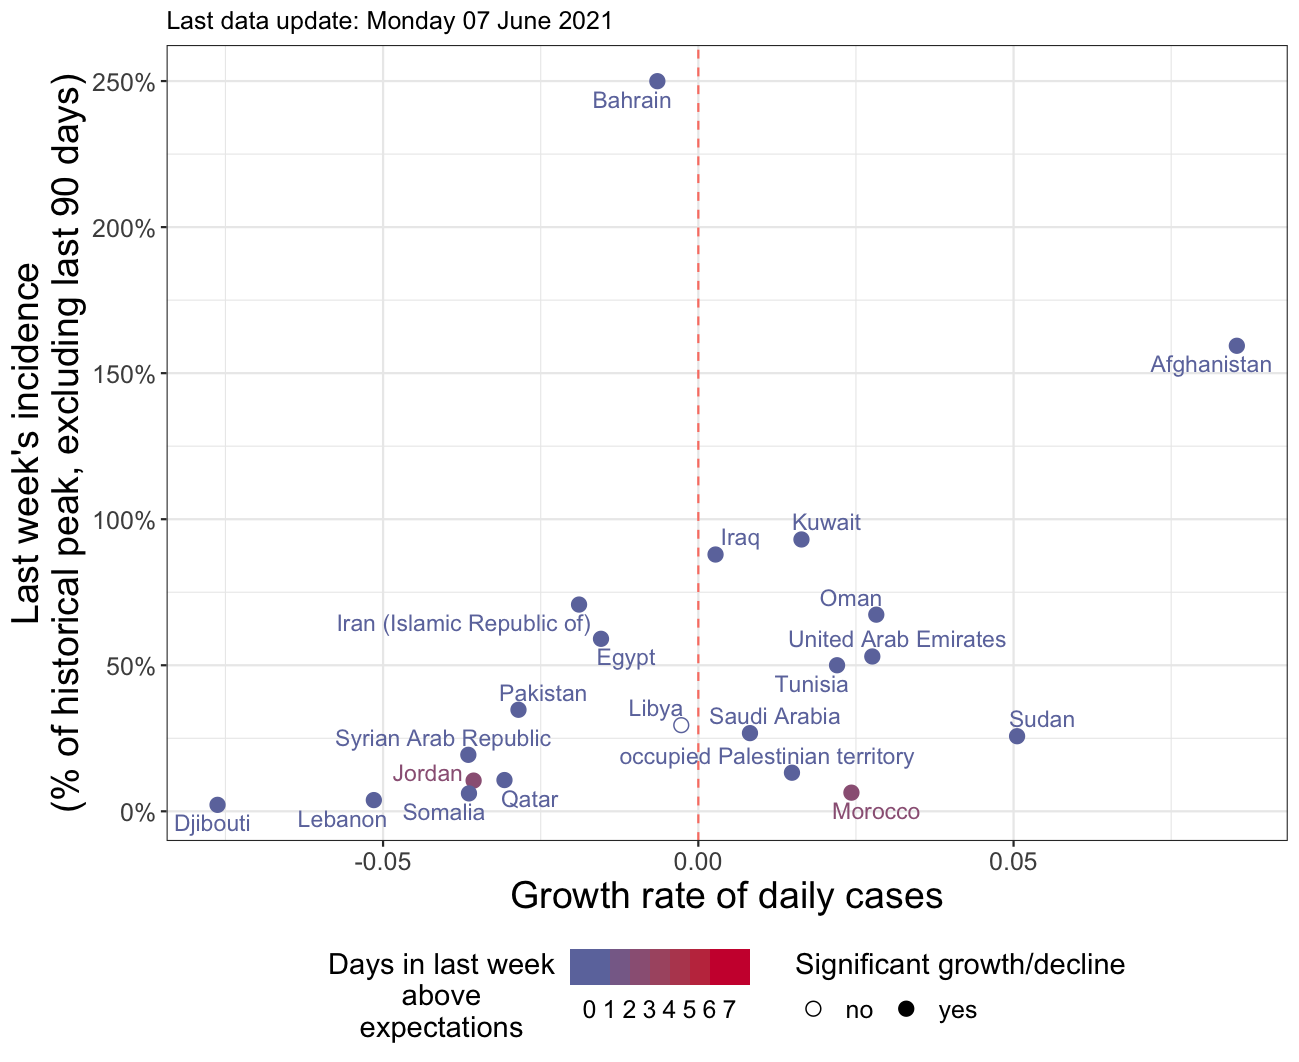 Last data update: Monday 07 June 2021
Last week's incidence
(% of historical peak, excluding last 90 days)
250%
200%
150%
100%
50%
0%
Bahrain
Afghanistan
Kuwait
Iraq
Oman
Iran (Islamic Republic of)
United Arab Emirates
Egypt
Tunisia
Pakistan
Libya
Saudi Arabia
Sudan
Syrian Arab Republic
occupied Palestinian territory
Jordan
Qatar
Somalia
Morocco
Lebanon
Djibouti
-0.05 0.00 0.05
Growth rate of daily cases
Days in last week
above
expectations
0 1 2 3 4 5 6 7
Significant growth/decline
no yes